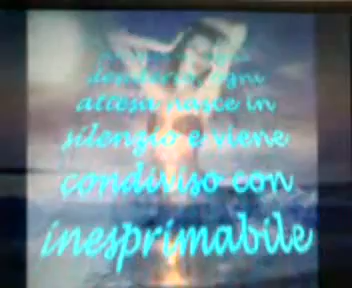 desiderio, ogni
attesa nasce in
silenzio e viene
condiviso con
inesprimabile